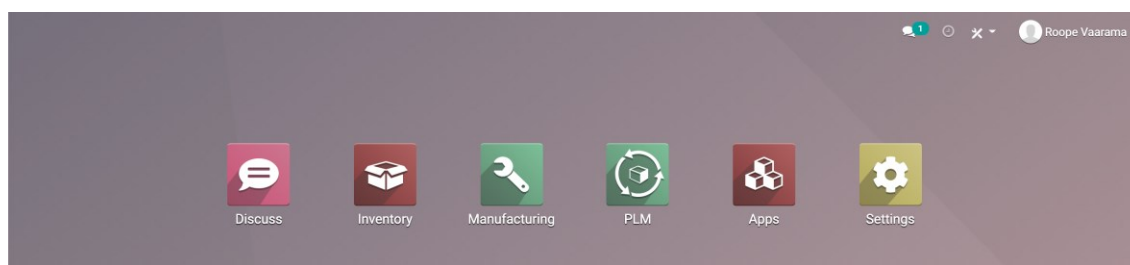 1
Roope Vaarama
Discuss
Inventory
Manufacturing
PLM
Apps
Settings